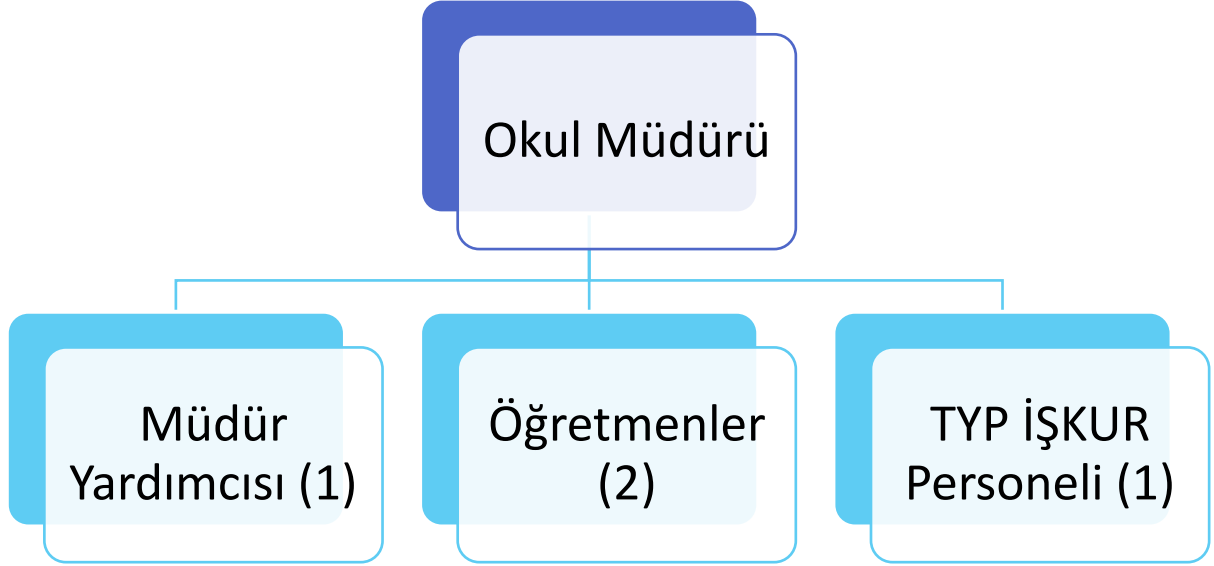 Okul Müdürü
Müdür
Yardımcısı (1)
Öğretmenler
(2)
TYP İŞKUR
Personeli (1)